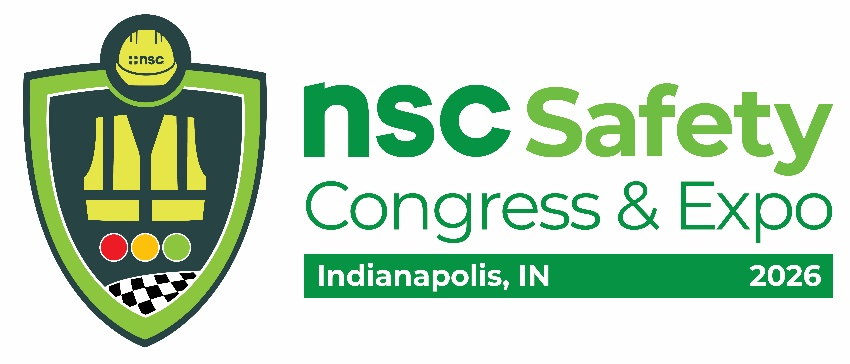 nsc
nsc Safety
Congress & Expo
Indianapolis, IN 2026